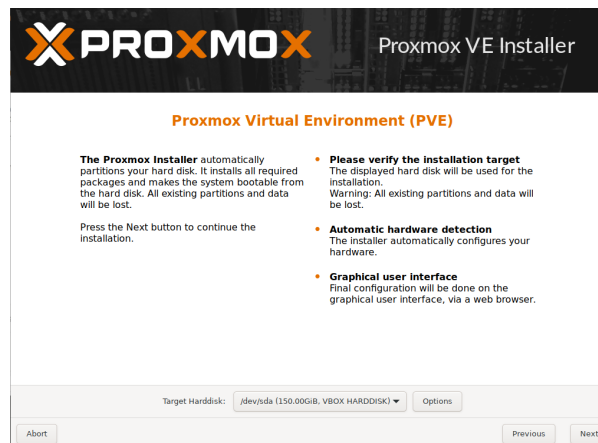 PROXMOX
Proxmox VE Installer
Proxmox Virtual Environment (PVE)
The Proxmox Installer automatically
partitions your hard disk. It installs all required
packages and makes the system bootable from
the hard disk. All existing partitions and data
will be lost.
Press the Next button to continue the
installation.
Please verify the installation target
The displayed hard disk will be used for the
installation.
Warning: All existing partitions and data will
be lost.
Automatic hardware detection
The installer automatically configures your
hardware.
Graphical user interface
Final configuration will be done on the
graphical user interface, via a web browser.
Target Harddisk: /dev/sda (150.00GiB, VBOX HARDDISK) Options
Abort Previous Next